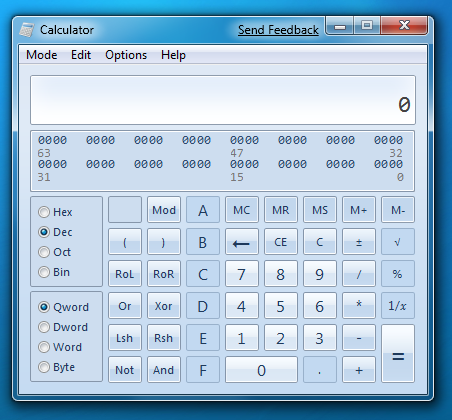 Calculator Send Feedback
Mode Edit Options Help
0
0000 0000 0000 0000 0000 0000 0000 0000
63 47 32
0000 0000 0000 0000 0000 0000 0000 0000
31 15 0
Hex
Dec
Oct
Bin
Qword
Dword
Word
Byte
Mod A MC MR MS M+ M-
( ) B ← CE C ± √
RoL RoR C 7 8 9 / %
Or Xor D 4 5 6 * 1/x
Lsh Rsh E 1 2 3 - =
Not And F 0 . +